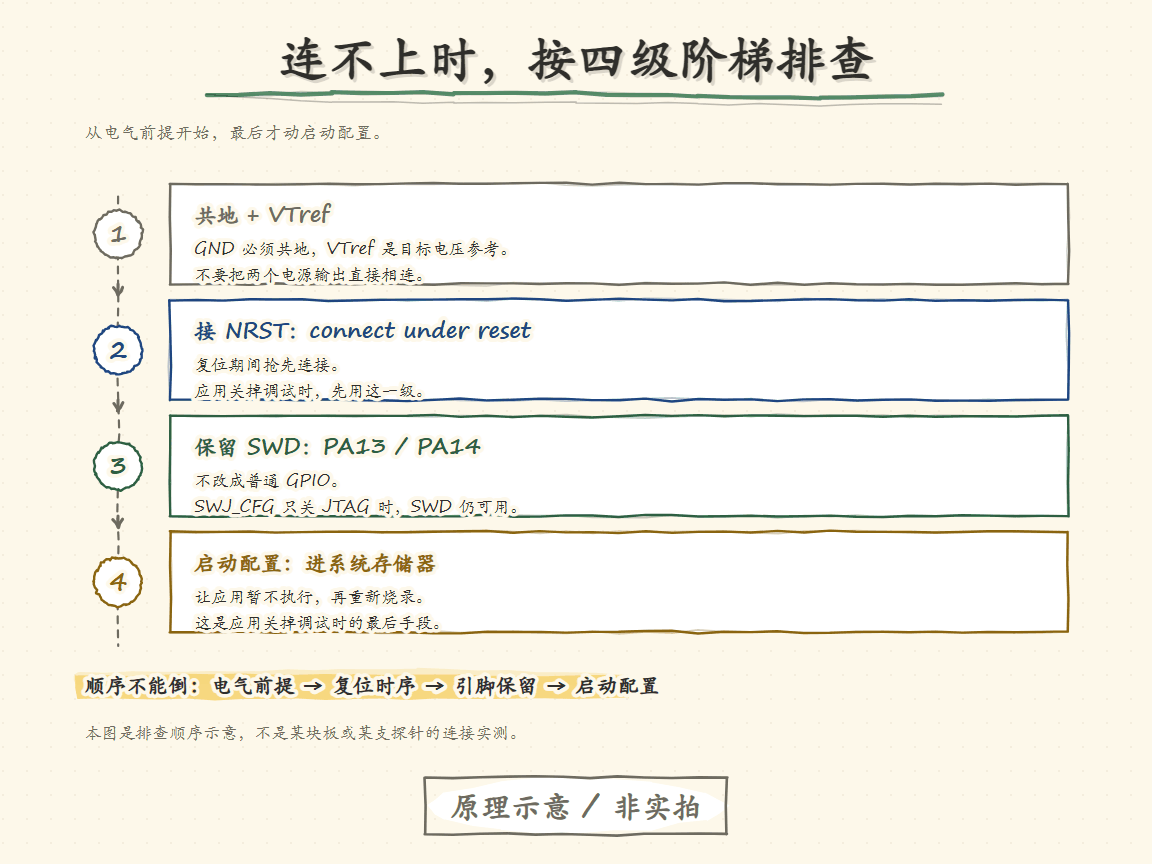 连不上时，按四级阶梯排查
从电气前提开始，最后才动启动配置。
1
共地 + VTref
GND 必须共地，VTref 是目标电压参考。
不要把两个电源输出直接相连。
2
接 NRST：connect under reset
复位期间抢先连接。
应用关掉调试时，先用这一级。
3
保留 SWD：PA13 / PA14
不改成普通 GPIO。
SWJ_CFG 只关 JTAG 时，SWD 仍可用。
4
启动配置：进系统存储器
让应用暂不执行，再重新烧录。
这是应用关掉调试时的最后手段。
顺序不能倒：电气前提 → 复位时序 → 引脚保留 → 启动配置
本图是排查顺序示意，不是某块板或某支探针的连接实测。
原理示意 / 非实拍